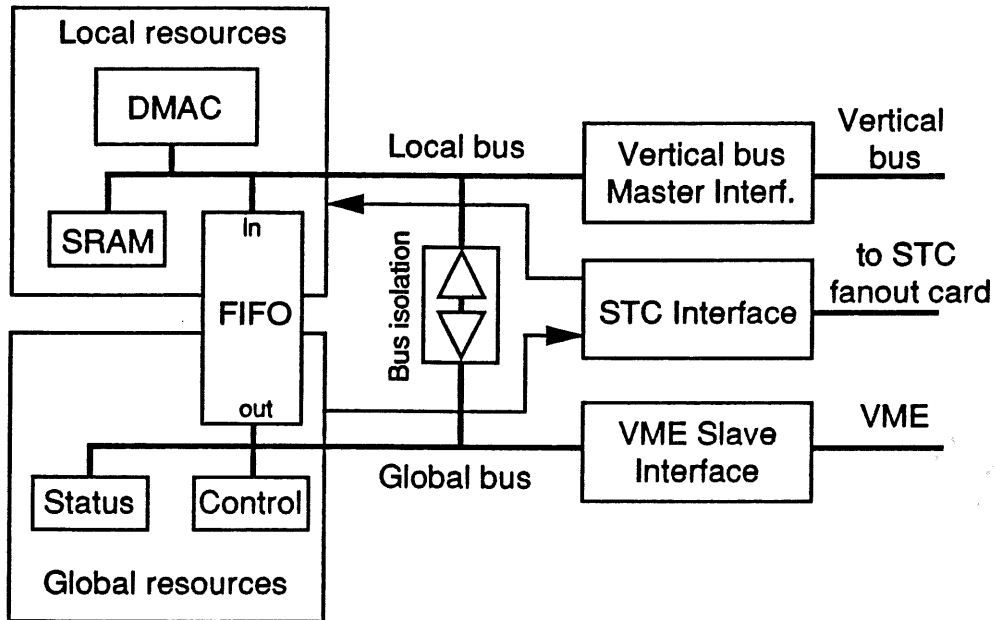 Local resources
DMAC
Local bus
Vertical bus
Master Interf.
Vertical
bus
SRAM
In
FIFO
out
Bus isolation
STC Interface
to STC
fanout card
VME Slave
Interface
VME
Global bus
Status
Control
Global resources